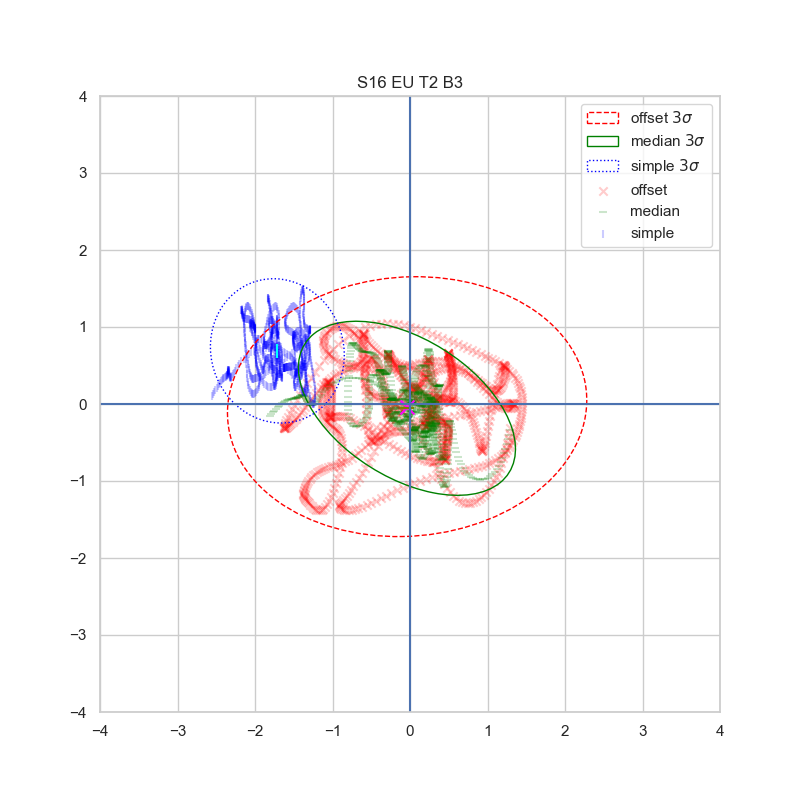 S16 EU T2 B3
offset 3σ
median 3σ
simple 3σ
offset
median
simple
4
3
2
1
0
−1
−2
−3
−4
−4 −3 −2 −1 0 1 2 3 4